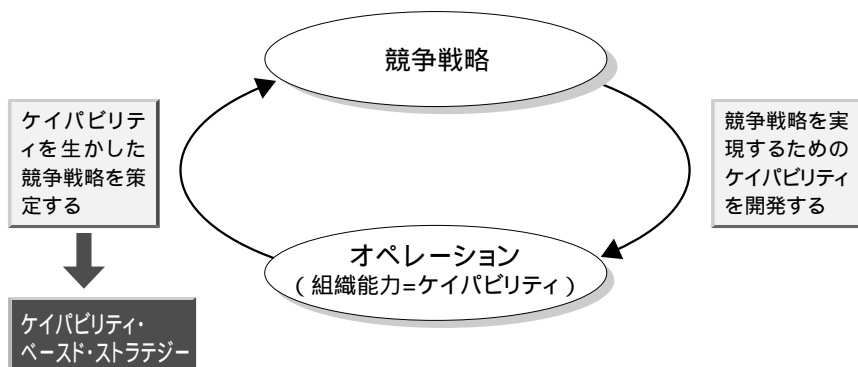 競争戦略
ケイパビリテ
ィを生かした
競争戦略を策
定する
競争戦略を実
現するための
ケイパビリティ
を開発する
オペレーション
(組織能力=ケイパビリティ)
ケイパビリティ・
ベースド・ストラテジー